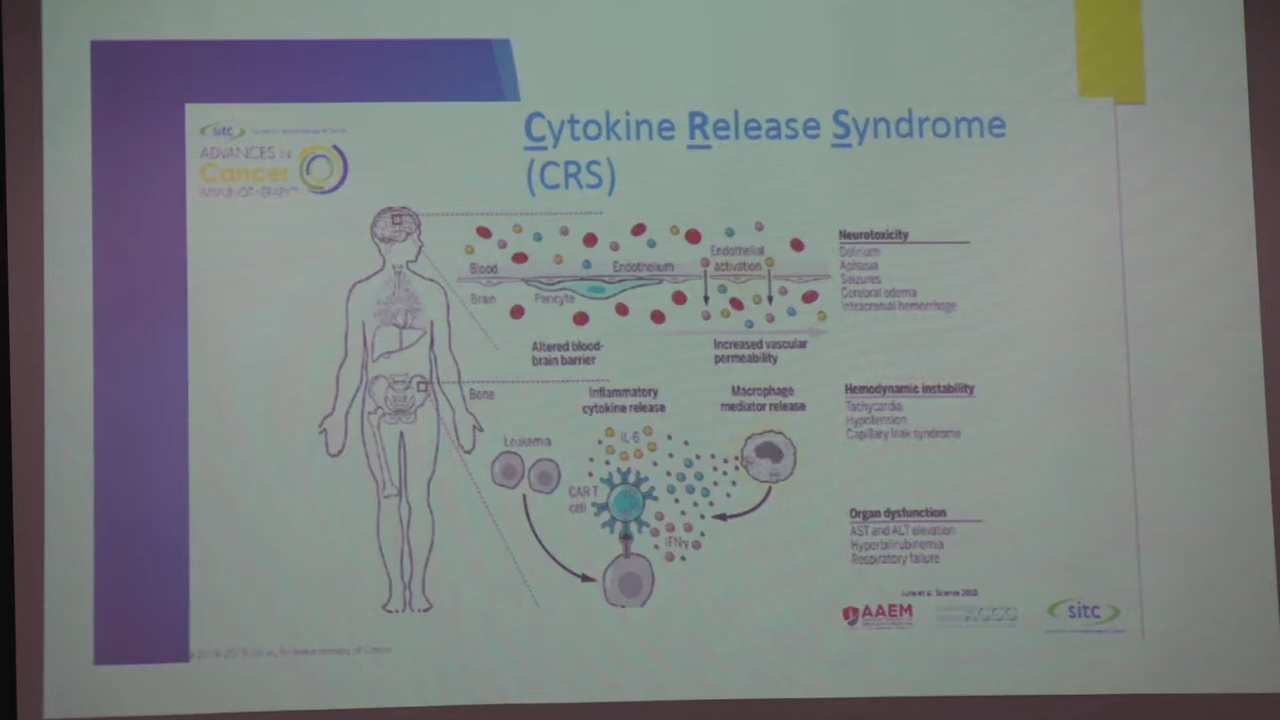 Cytokine Release Syndrome
(CRS)
sitc
ADVANCES IN
Cancer
IMMUNOTHERAPY™
Blood
Endothelium
Endothelial
activation
Brain
Pericyte
Altered blood-
brain barrier
Increased vascular
permeability
Neurotoxicity
Delirium
Aphasia
Seizures
Cerebral edema
Intracranial hemorrhage
Bone
Inflammatory
cytokine release
Macrophage
mediator release
Leukemia
IL-6
CAR T
cell
IFNγ
Hemodynamic instability
Tachycardia
Hypotension
Capillary leak syndrome
Organ dysfunction
AST and ALT elevation
Hyperbilirubinemia
Respiratory failure
June et al. Science 2018
AAEM
ACCC
sitc